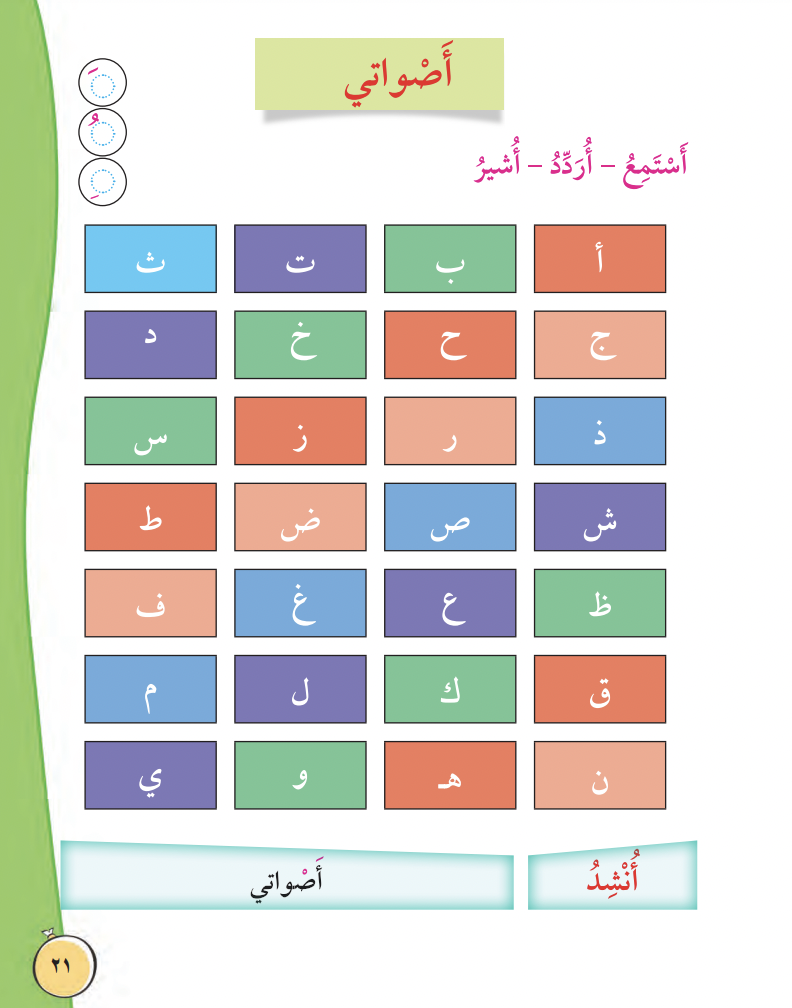 أَصْواتي
أَسْتَمِعُ – أُرَدِّدُ – أُشيرُ
أ ب ت ث
ج ح خ د
ذ ر ز س
ش ص ض ط
ظ ع غ ف
ق ك ل م
ن هـ و ي
أُنْشِدُ أَصْواتي
٢١